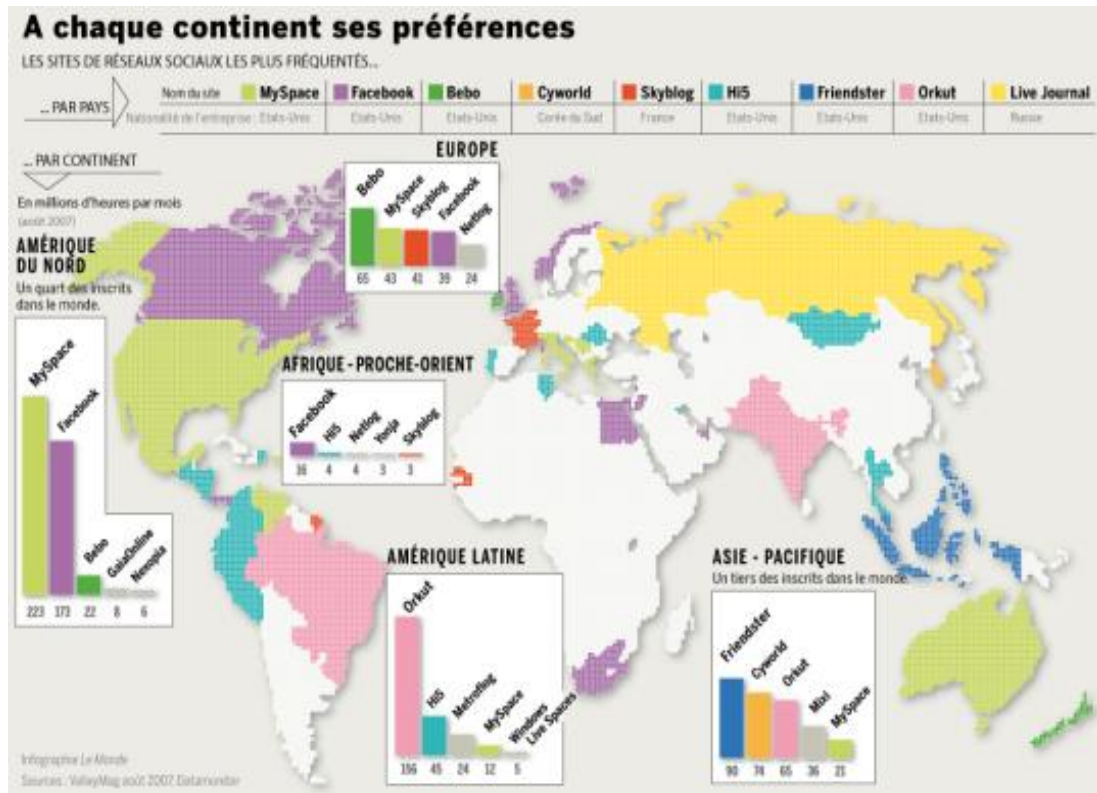 A chaque continent ses préférences
LES SITES DE RÉSEAUX SOCIAUX LES PLUS FRÉQUENTÉS...
... PAR PAYS
Nom du site MySpace Facebook Bebo Cyworld Skyblog Hi5 Friendster Orkut Live Journal
Nationalité de l'entreprise : Etats-Unis Etats-Unis Etats-Unis Corée du Sud France Etats-Unis Etats-Unis Etats-Unis Russie
... PAR CONTINENT
En millions d'heures par mois
(août 2007)
AMÉRIQUE
DU NORD
Un quart des inscrits
dans le monde.
MySpace Facebook Bebo GaiaOnline Nexopia
223 173 22 8 6
EUROPE
Bebo MySpace Skyblog Facebook Netlog
65 43 41 39 24
AFRIQUE - PROCHE-ORIENT
Facebook Hi5 Netlog Yonja Skyblog
16 4 4 3 3
AMÉRIQUE LATINE
Orkut Hi5 Metroflog MySpace Windows
Live Spaces
156 45 24 12 5
ASIE - PACIFIQUE
Un tiers des inscrits dans le monde.
Friendster Cyworld Orkut Mixi MySpace
90 74 65 36 21
Infographie Le Monde
Sources : ValleyMag août 2007 Datamonitor